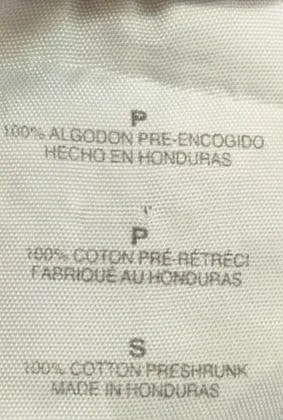 P
100% ALGODON PRE-ENCOGIDO
HECHO EN HONDURAS
P
100% COTON PRÉ-RÉTRÉCI
FABRIQUÉ AU HONDURAS
S
100% COTTON PRESHRUNK
MADE IN HONDURAS